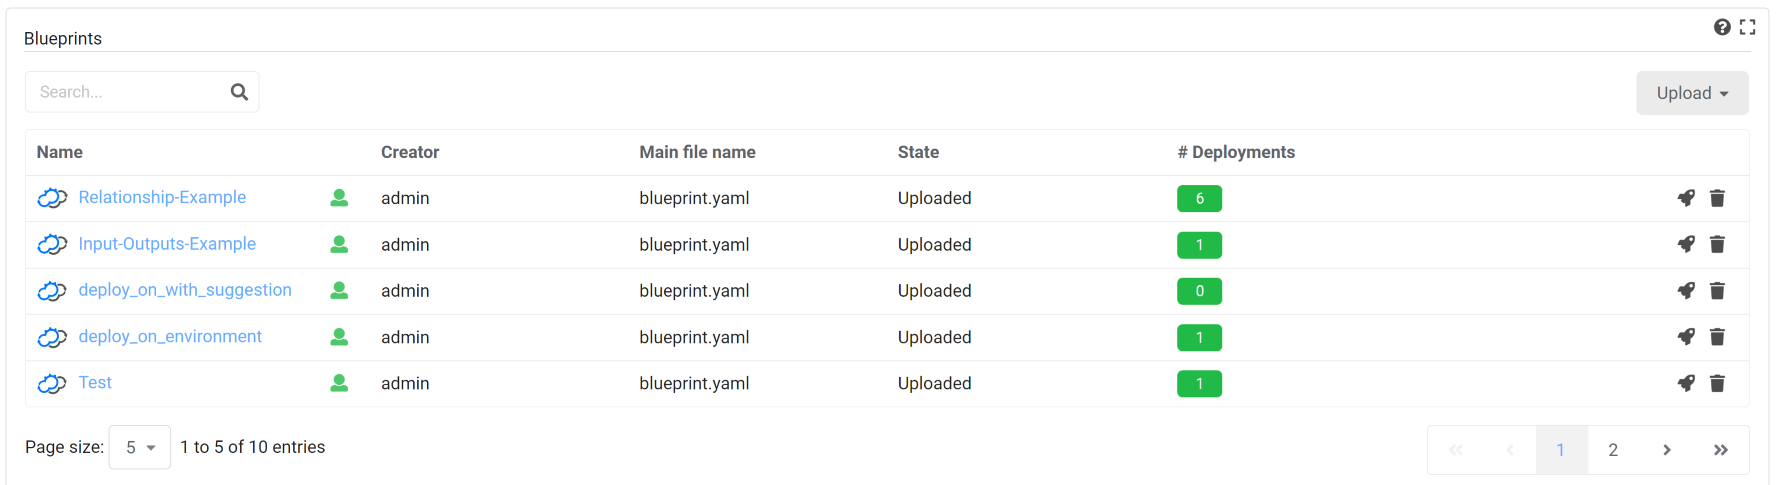 Blueprints
Search...
Upload
Name Creator Main file name State # Deployments
Relationship-Example admin blueprint.yaml Uploaded 6
Input-Outputs-Example admin blueprint.yaml Uploaded 1
deploy_on_with_suggestion admin blueprint.yaml Uploaded 0
deploy_on_environment admin blueprint.yaml Uploaded 1
Test admin blueprint.yaml Uploaded 1
Page size: 5 1 to 5 of 10 entries « ‹ 1 2 › »